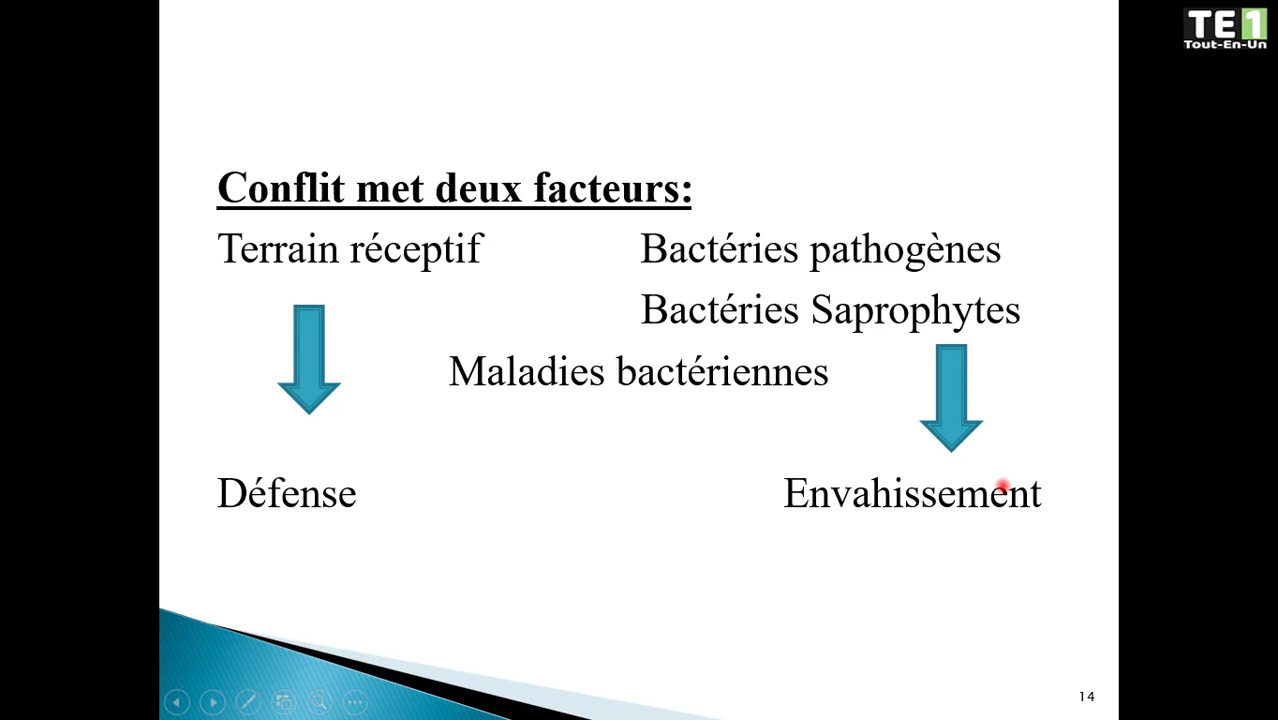 TE1
Tout-En-Un
Conflit met deux facteurs:
Terrain réceptif Bactéries pathogènes
Bactéries Saprophytes
Maladies bactériennes
Défense Envahissement
14